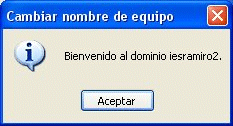 Cambiar nombre de equipo
Bienvenido al dominio iesramiro2.
Aceptar